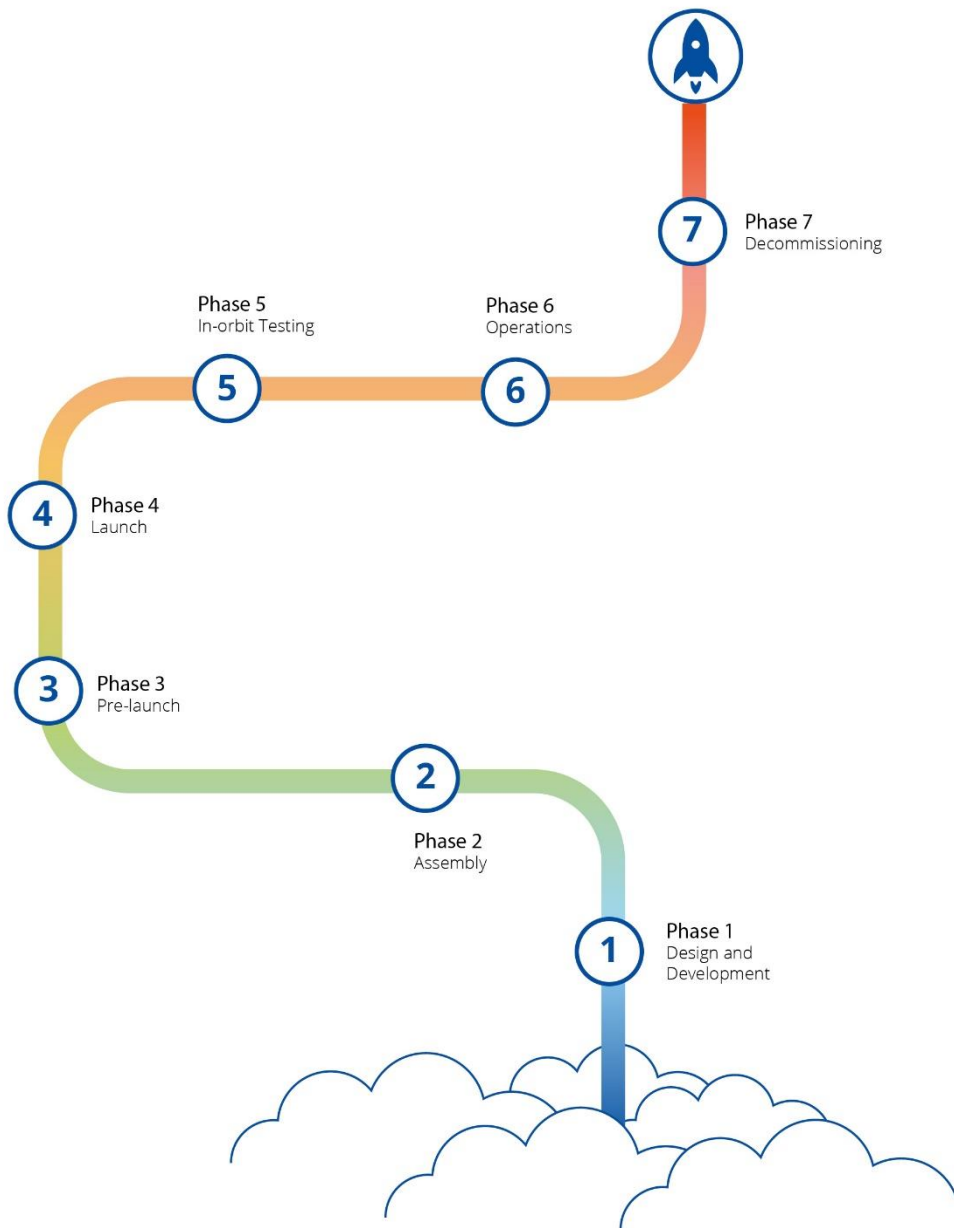 7
Phase 7
Decommissioning
Phase 5
In-orbit Testing
Phase 6
Operations
5
6
4
Phase 4
Launch
3
Phase 3
Pre-launch
2
Phase 2
Assembly
1
Phase 1
Design and
Development